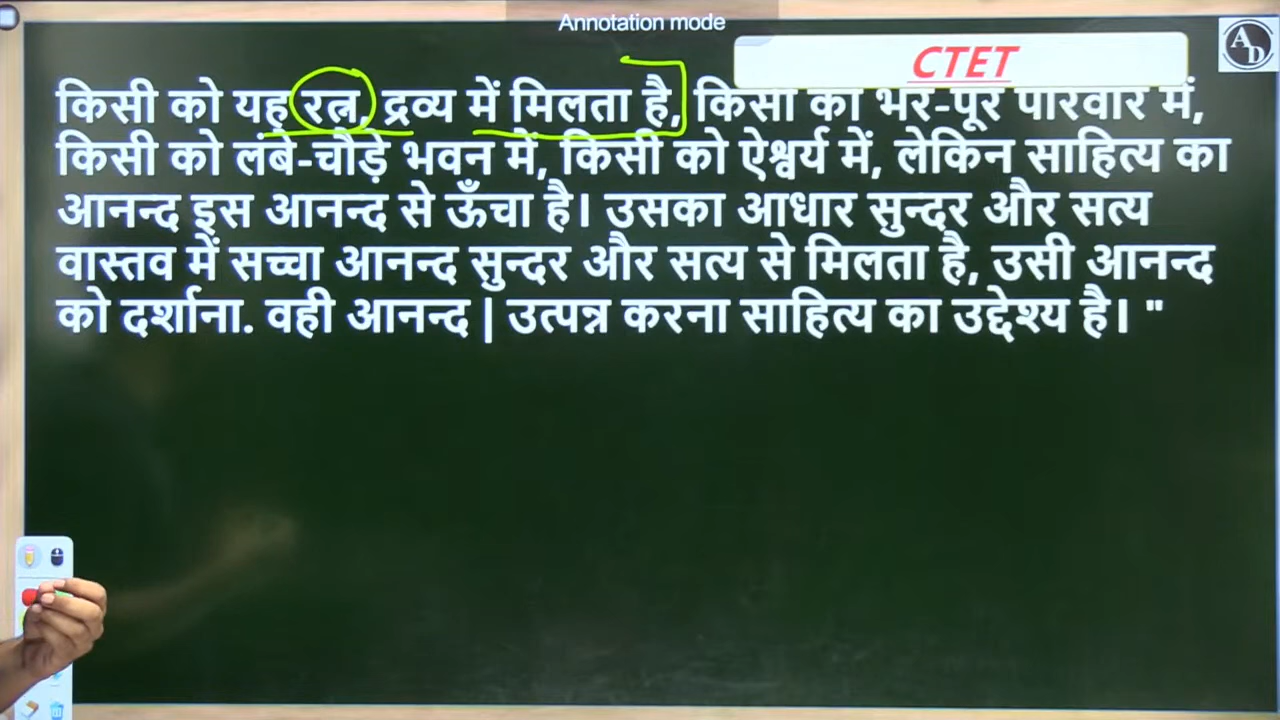 Annotation mode
CTET
AD
किसी को यह रत्न, द्रव्य में मिलता है, किसी को भरे-पूरे परिवार में,
किसी को लंबे-चौड़े भवन में, किसी को ऐश्वर्य में, लेकिन साहित्य का
आनन्द इस आनन्द से ऊँचा है। उसका आधार सुन्दर और सत्य
वास्तव में सच्चा आनन्द सुन्दर और सत्य से मिलता है, उसी आनन्द
को दर्शाना. वही आनन्द | उत्पन्न करना साहित्य का उद्देश्य है। "